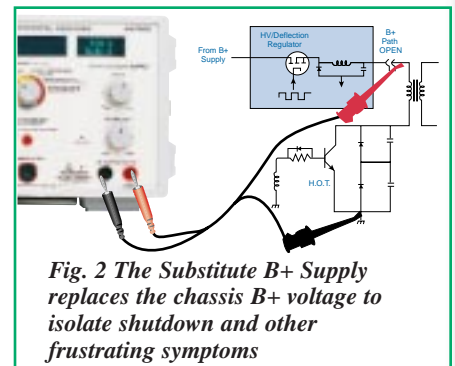 HV/Deflection
Regulator
B+
Path
OPEN
From B+
Supply
H.O.T.
Fig. 2 The Substitute B+ Supply
replaces the chassis B+ voltage to
isolate shutdown and other
frustrating symptoms